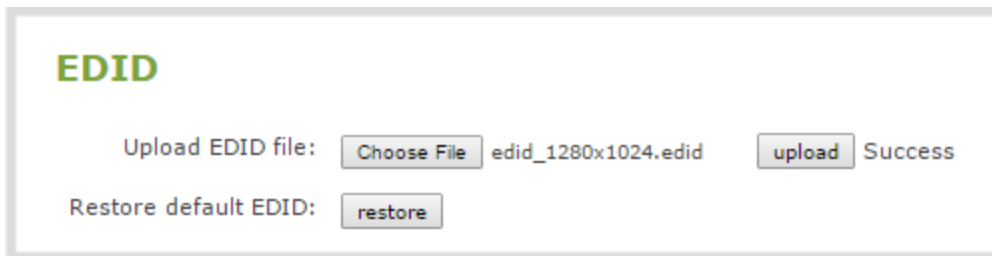 EDID
Upload EDID file: Choose File edid_1280x1024.edid upload Success
Restore default EDID: restore